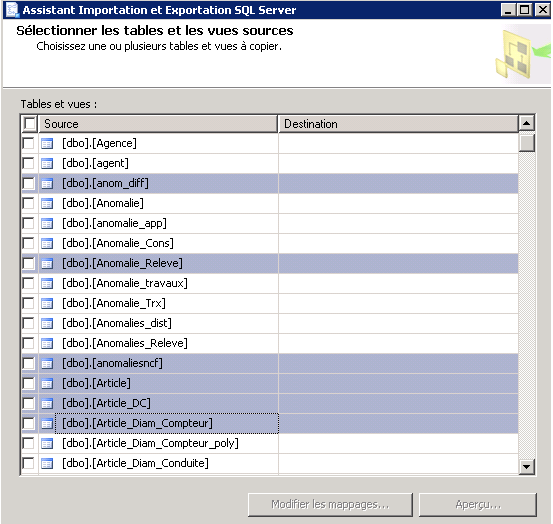 Assistant Importation et Exportation SQL Server
Sélectionner les tables et les vues sources
Choisissez une ou plusieurs tables et vues à copier.
Tables et vues :
Source Destination
[dbo].[Agence]
[dbo].[agent]
[dbo].[anom_diff]
[dbo].[Anomalie]
[dbo].[anomalie_app]
[dbo].[Anomalie_Cons]
[dbo].[Anomalie_Releve]
[dbo].[Anomalie_travaux]
[dbo].[Anomalie_Trx]
[dbo].[Anomalies_dist]
[dbo].[Anomalies_Releve]
[dbo].[anomaliesncf]
[dbo].[Article]
[dbo].[Article_DC]
[dbo].[Article_Diam_Compteur]
[dbo].[Article_Diam_Compteur_poly]
[dbo].[Article_Diam_Conduite]
Modifier les mappages... Aperçu...